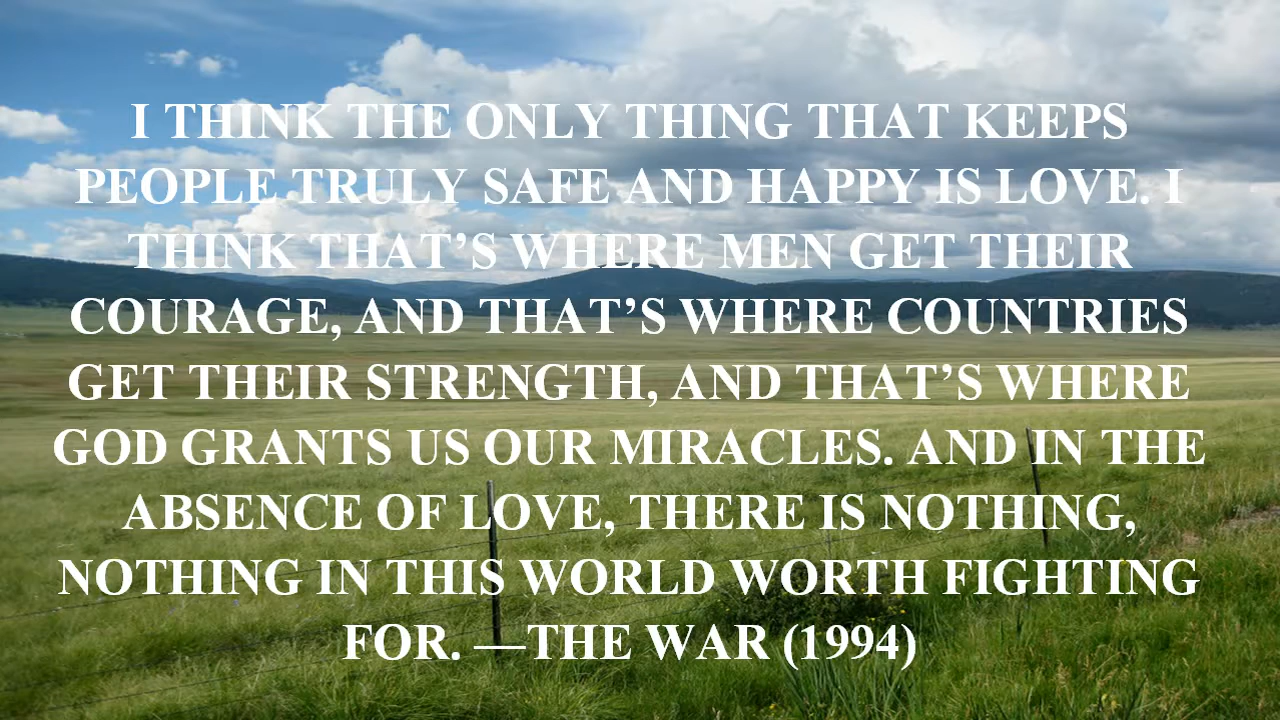 I THINK THE ONLY THING THAT KEEPS
PEOPLE TRULY SAFE AND HAPPY IS LOVE. I
THINK THAT’S WHERE MEN GET THEIR
COURAGE, AND THAT’S WHERE COUNTRIES
GET THEIR STRENGTH, AND THAT’S WHERE
GOD GRANTS US OUR MIRACLES. AND IN THE
ABSENCE OF LOVE, THERE IS NOTHING,
NOTHING IN THIS WORLD WORTH FIGHTING
FOR. —THE WAR (1994)